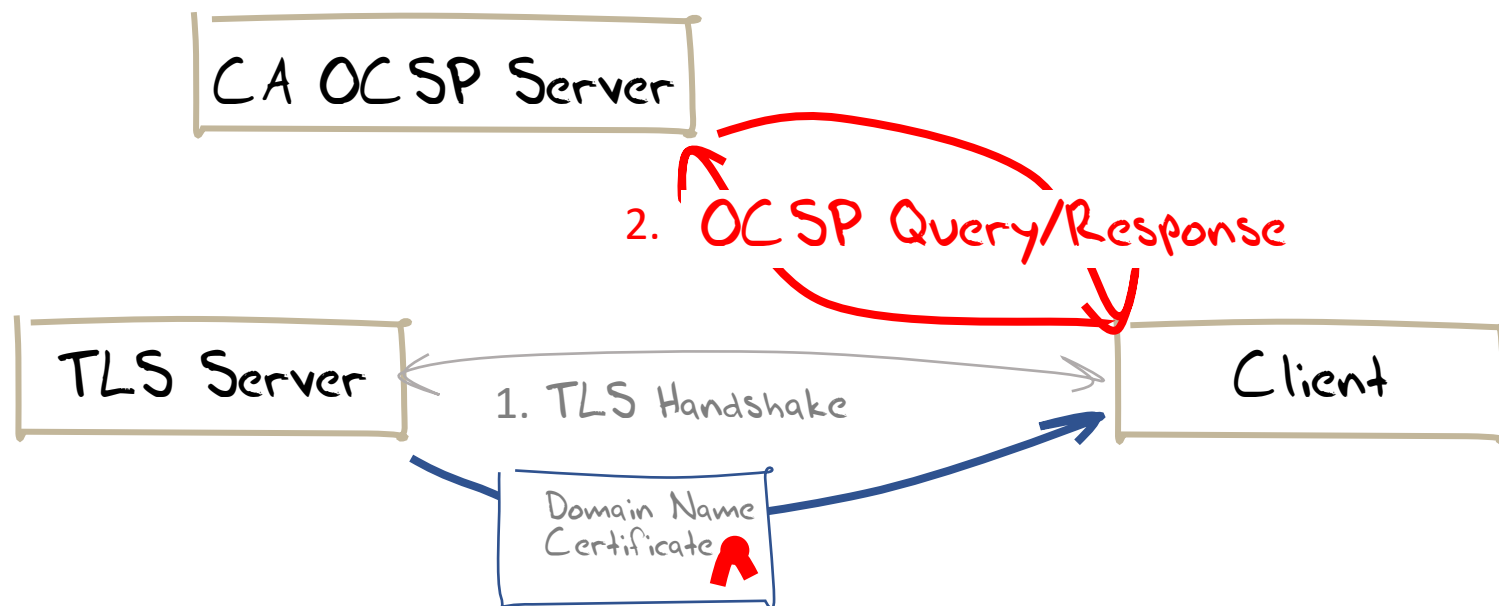 CA OCSP Server
2. OCSP Query/Response
TLS Server
Client
1. TLS Handshake
Domain Name
Certificate